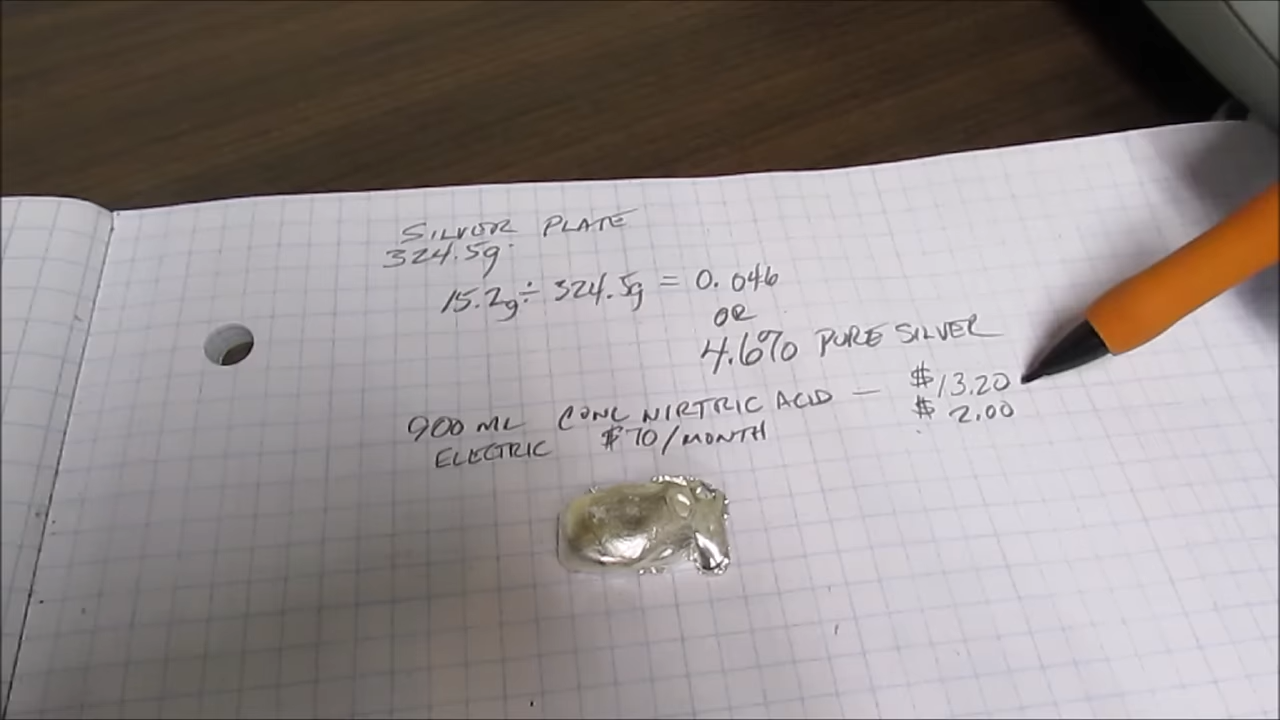 SILVER PLATE
324.5g
15.2g ÷ 324.5g = 0.046
OR
4.6% PURE SILVER
900 ML CONC NIRTRIC ACID — $13.20
ELECTRIC $70/MONTH $ 2.00